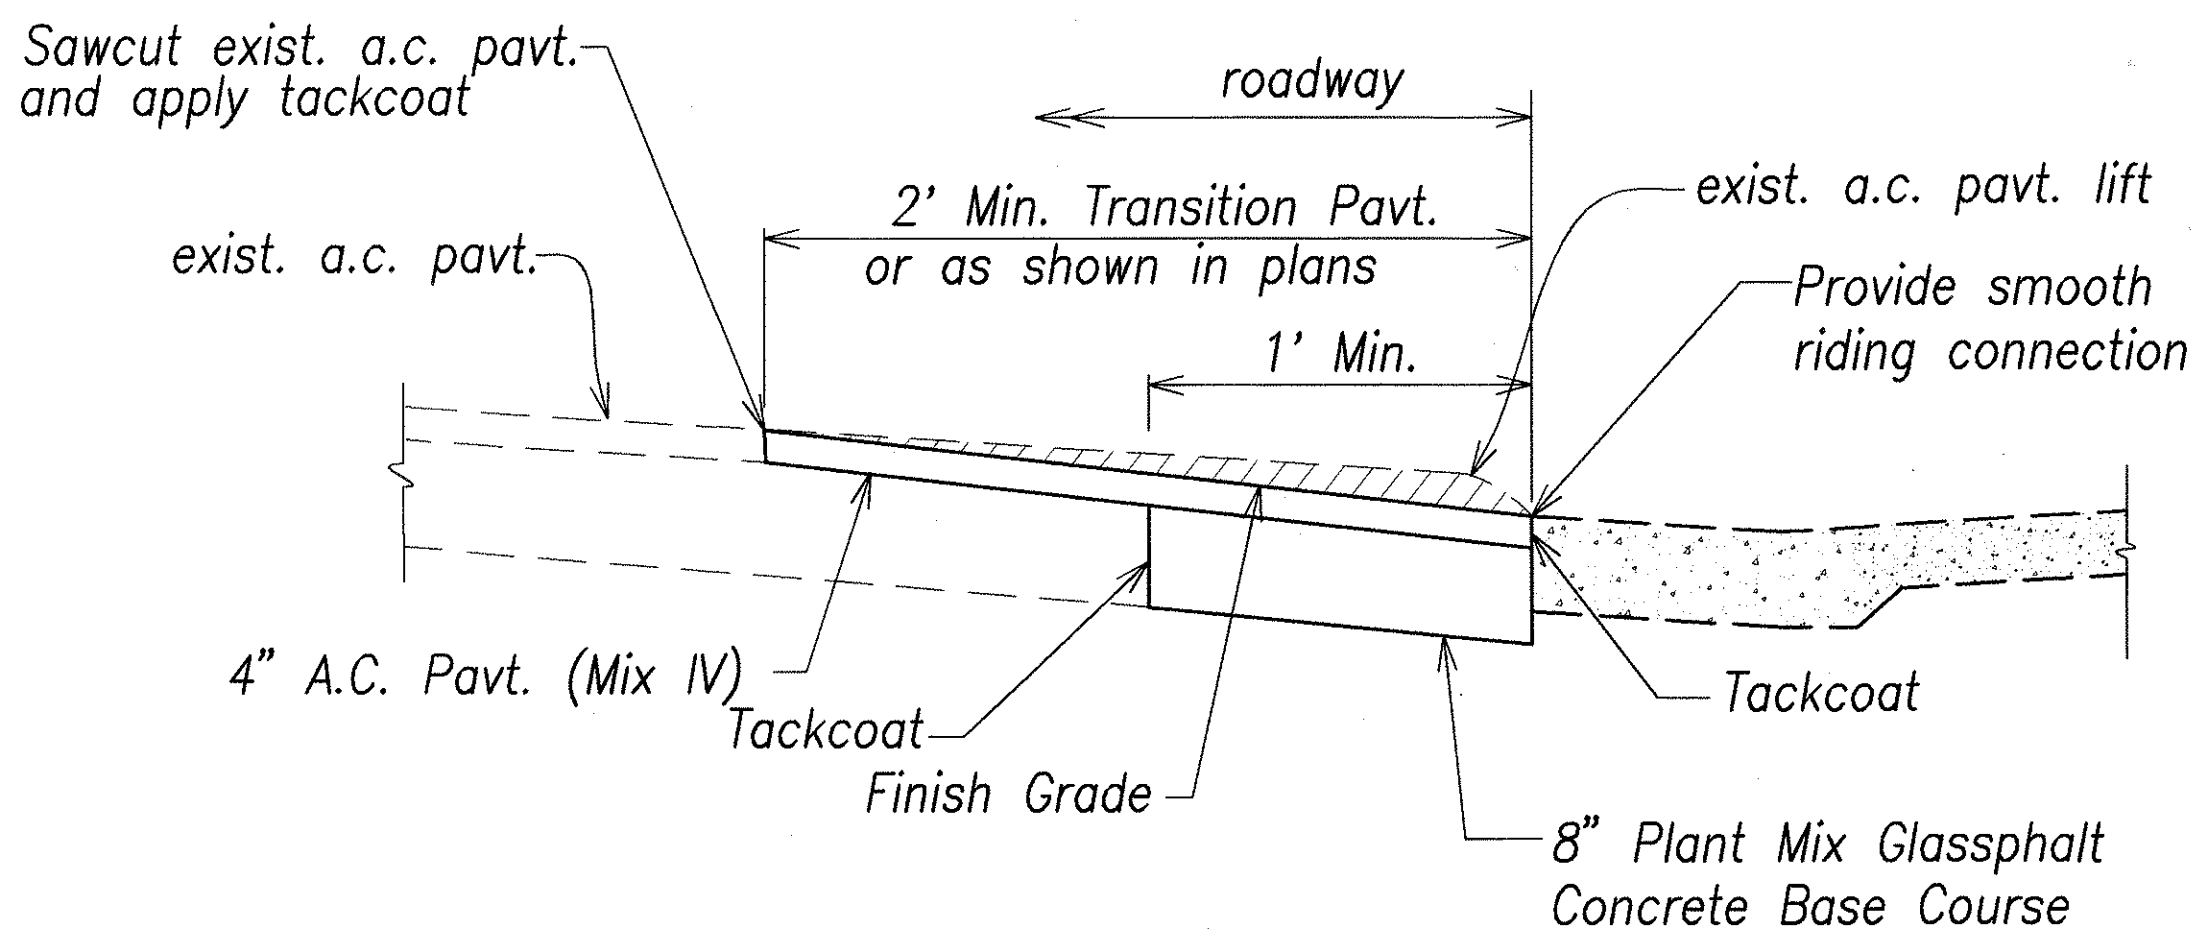 Sawcut exist. a.c. pavt.
and apply tackcoat
roadway
exist. a.c. pavt. lift
2' Min. Transition Pavt.
or as shown in plans
exist. a.c. pavt.
Provide smooth
riding connection
1' Min.
4" A.C. Pavt. (Mix IV)
Tackcoat
Tackcoat
Finish Grade
8" Plant Mix Glassphalt
Concrete Base Course